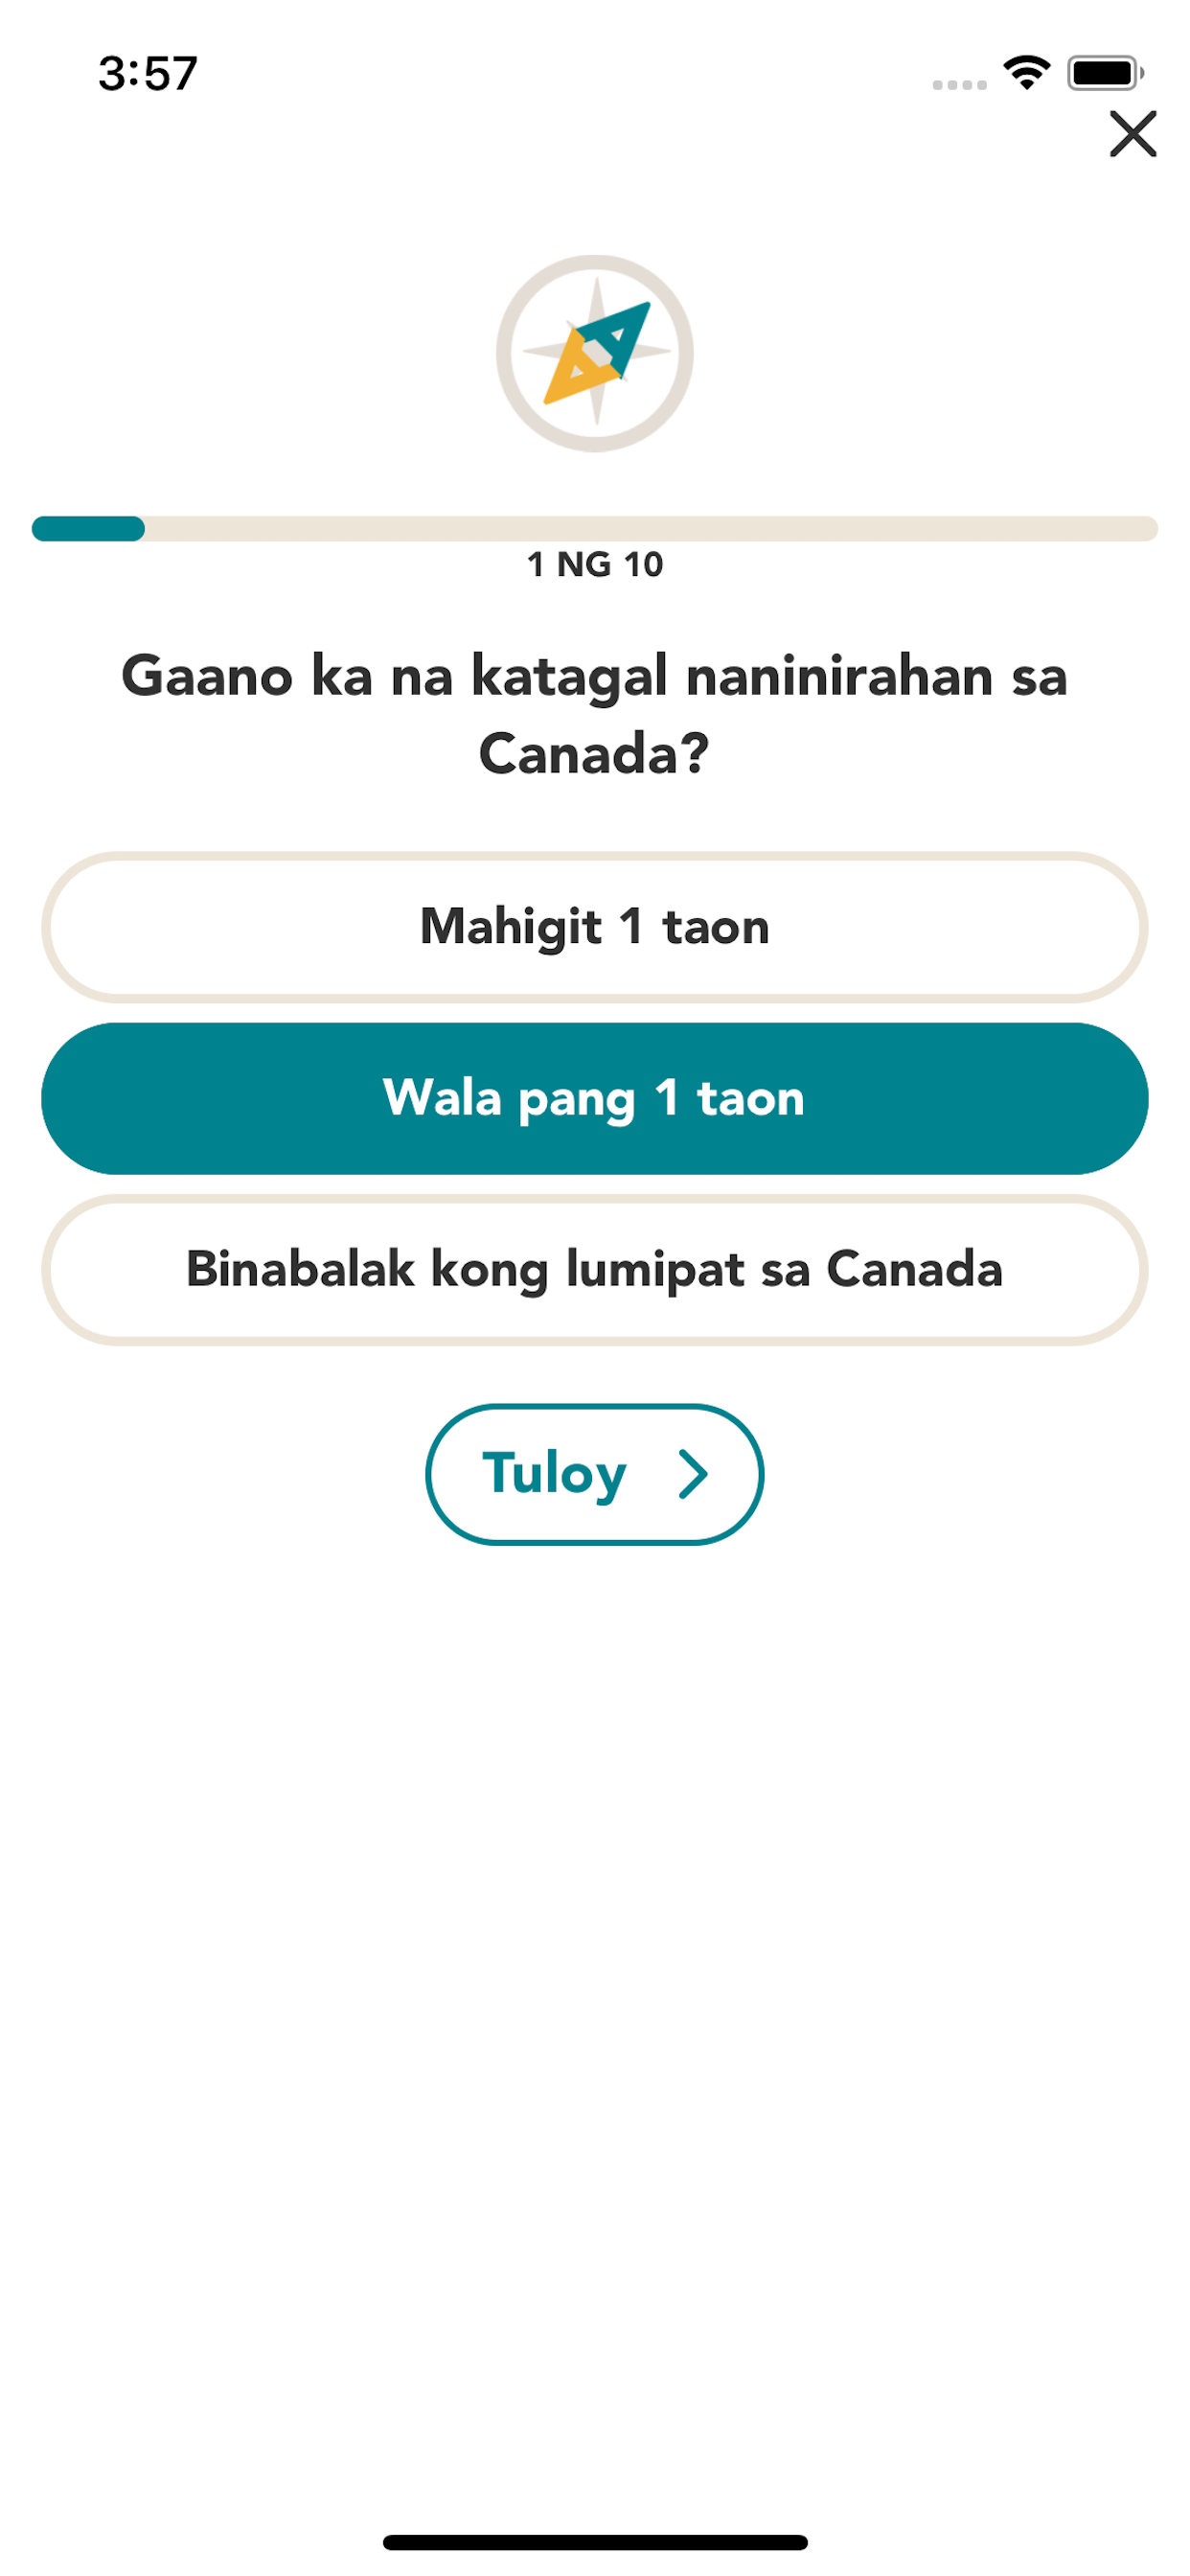 3:57
1 NG 10
Gaano ka na katagal naninirahan sa
Canada?
Mahigit 1 taon
Wala pang 1 taon
Binabalak kong lumipat sa Canada
Tuloy